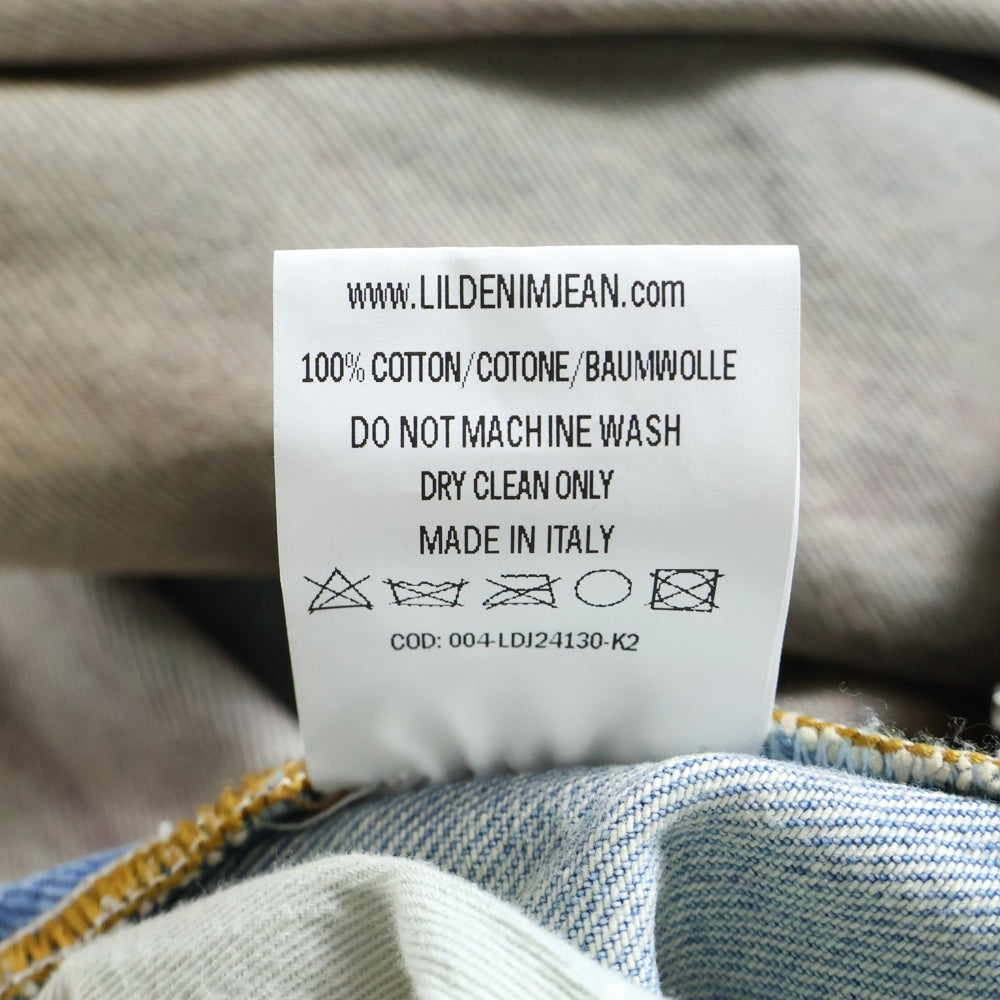 www.LILDENIMJEAN.com
100% COTTON/COTONE/BAUMWOLLE
DO NOT MACHINE WASH
DRY CLEAN ONLY
MADE IN ITALY
COD: 004-LDJ24130-K2